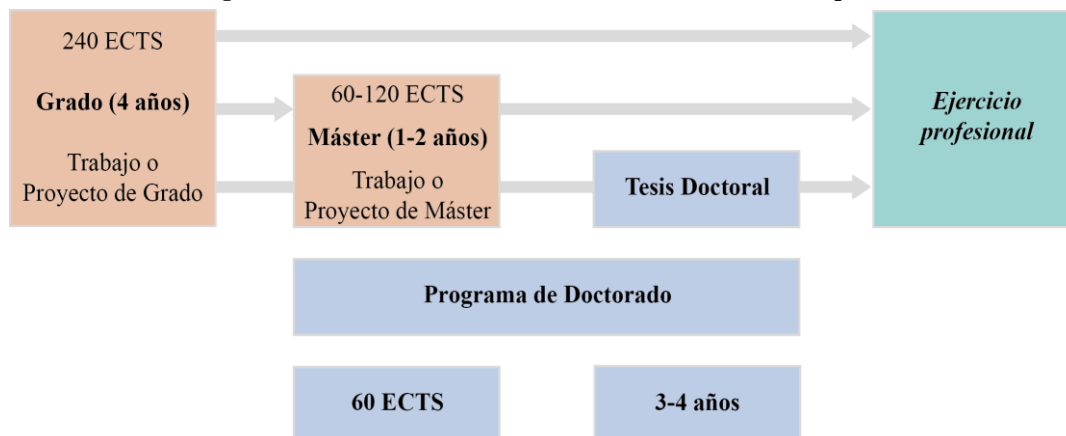 240 ECTS
Grado (4 años)
Trabajo o
Proyecto de Grado
60-120 ECTS
Máster (1-2 años)
Trabajo o
Proyecto de Máster
Tesis Doctoral
Ejercicio
profesional
Programa de Doctorado
60 ECTS
3-4 años